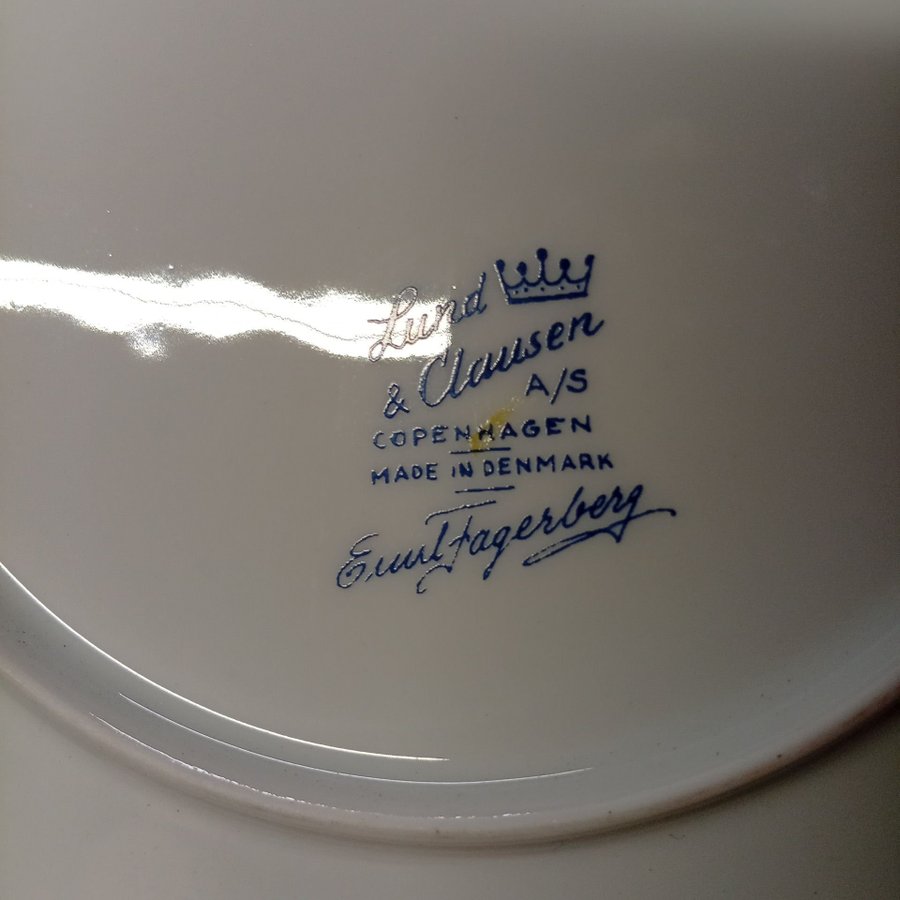 Lund
& Clausen
A/S
COPENHAGEN
MADE IN DENMARK
Emil Fagerberg